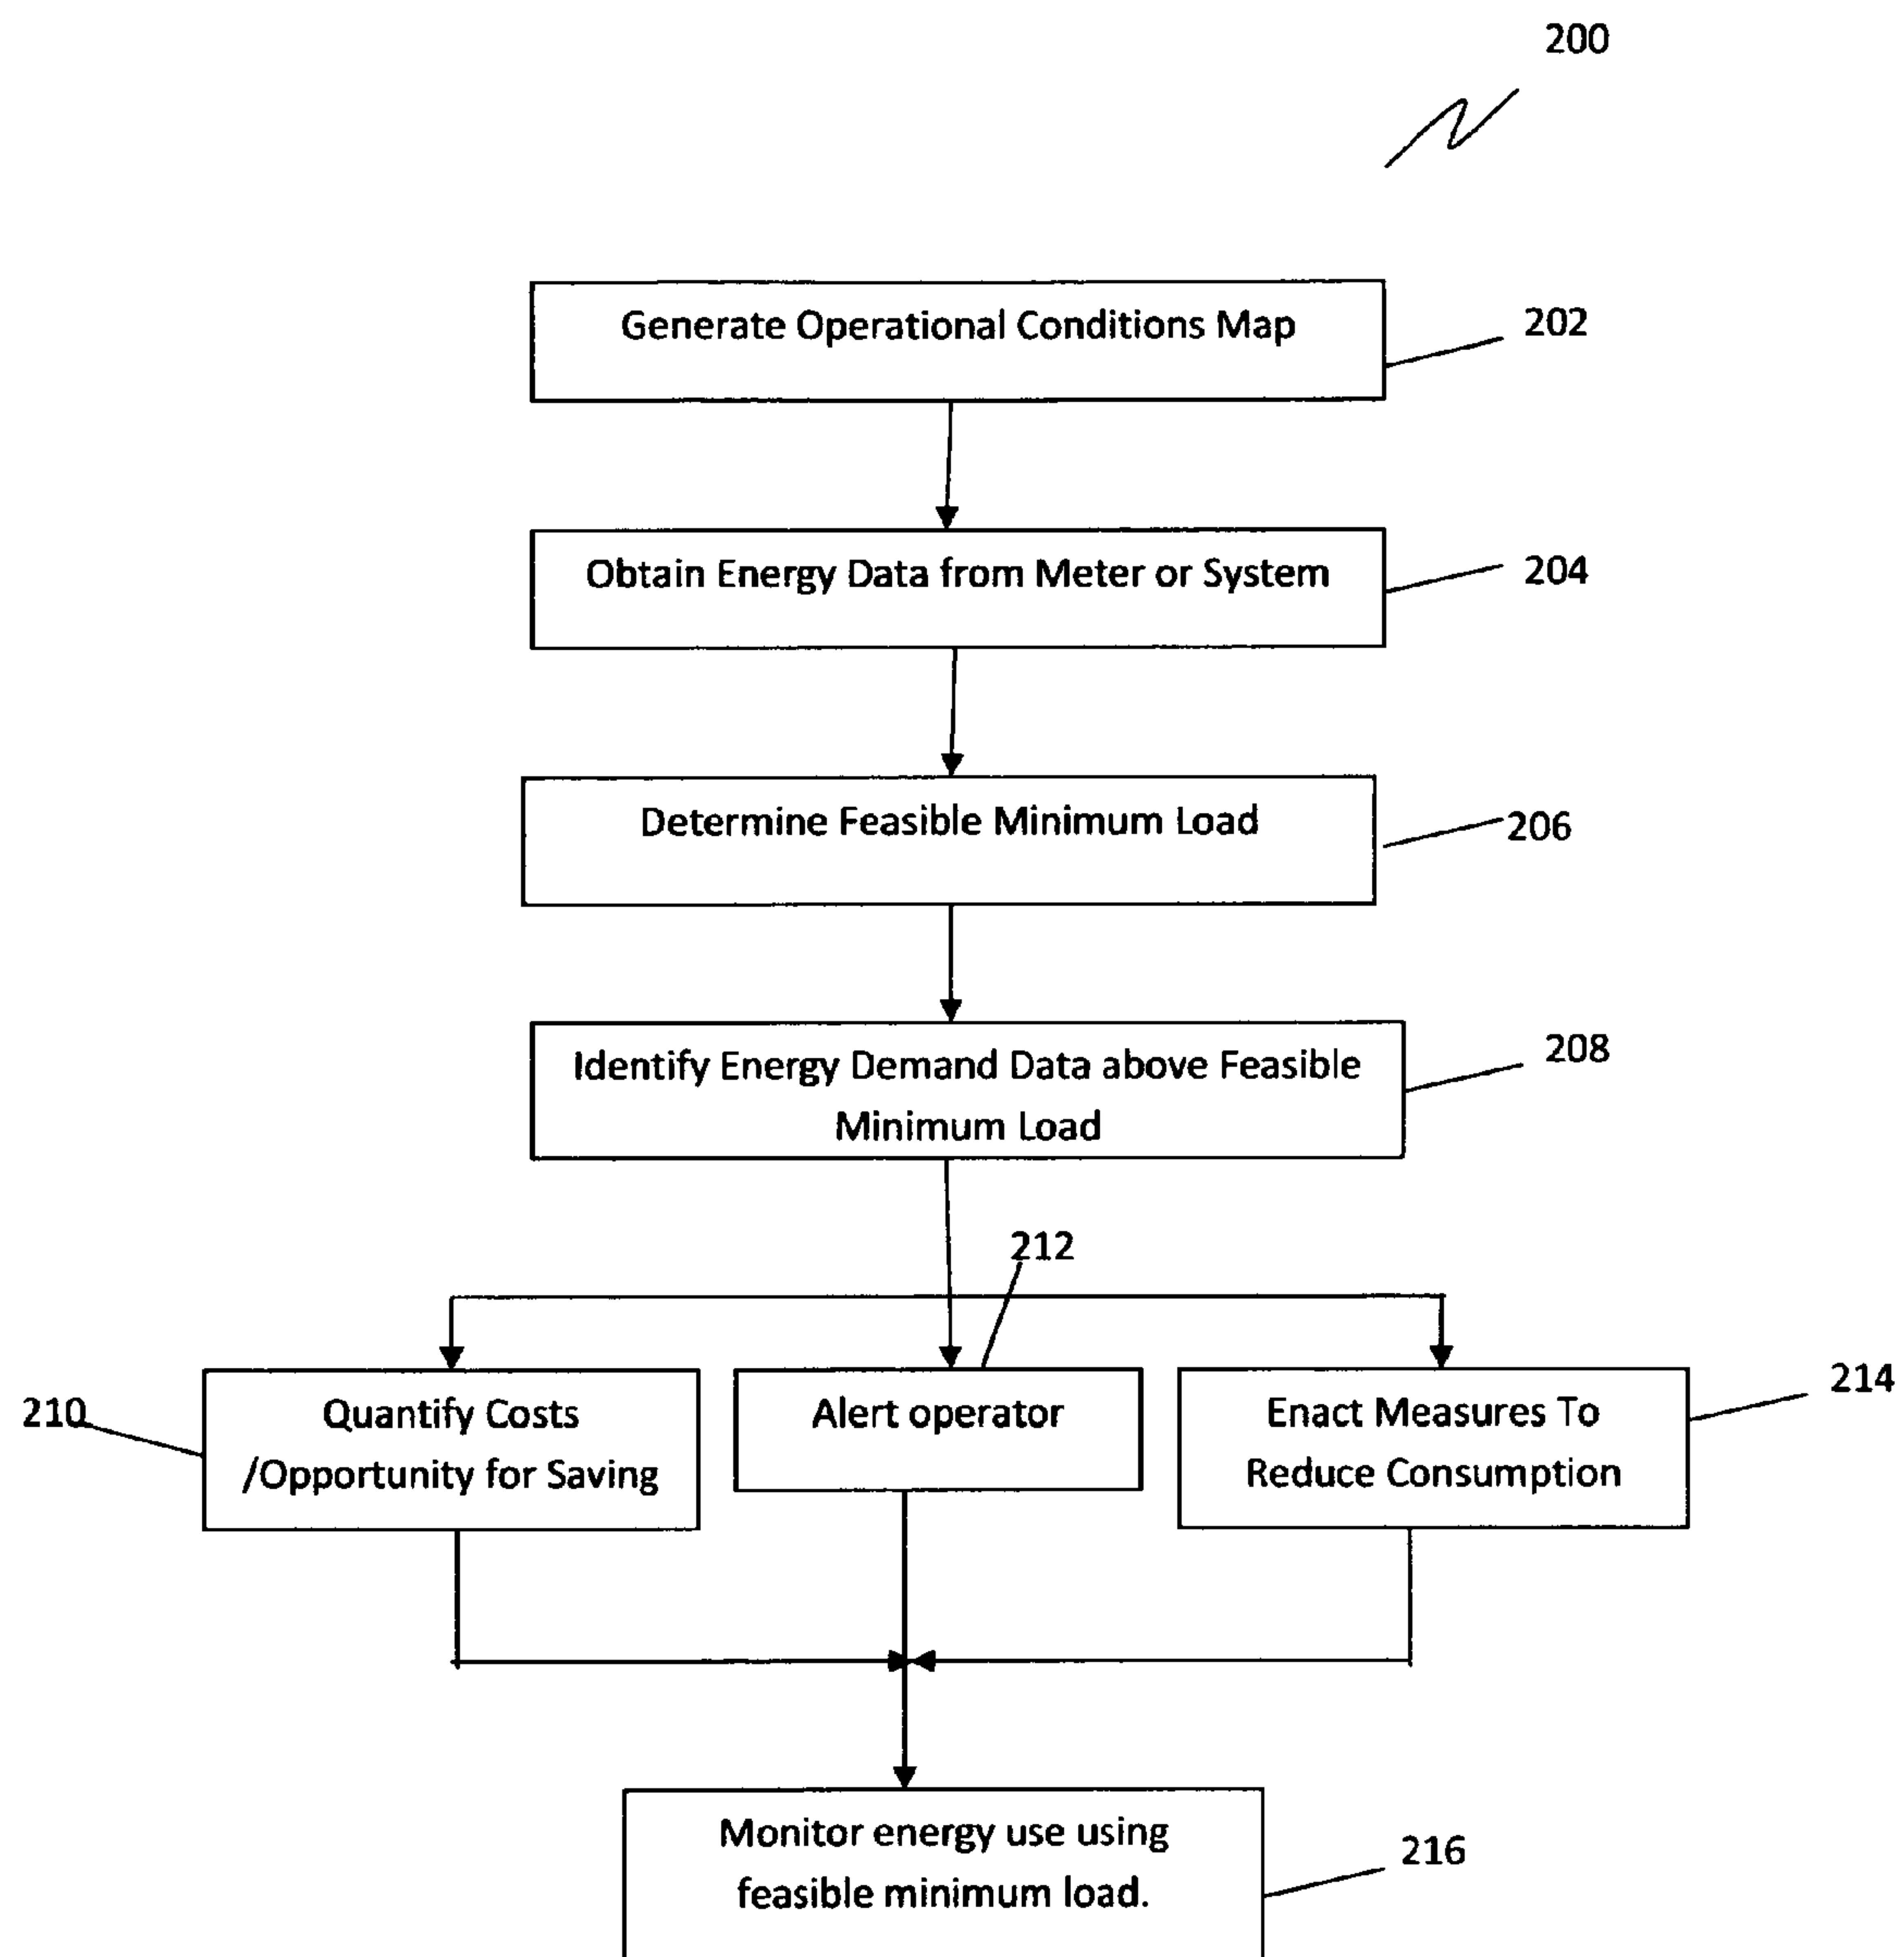 200
Generate Operational Conditions Map
202
Obtain Energy Data from Meter or System
204
Determine Feasible Minimum Load
206
Identify Energy Demand Data above Feasible
Minimum Load
208
212
210
Quantify Costs
/Opportunity for Saving
Alert operator
Enact Measures To
Reduce Consumption
214
Monitor energy use using
feasible minimum load.
216